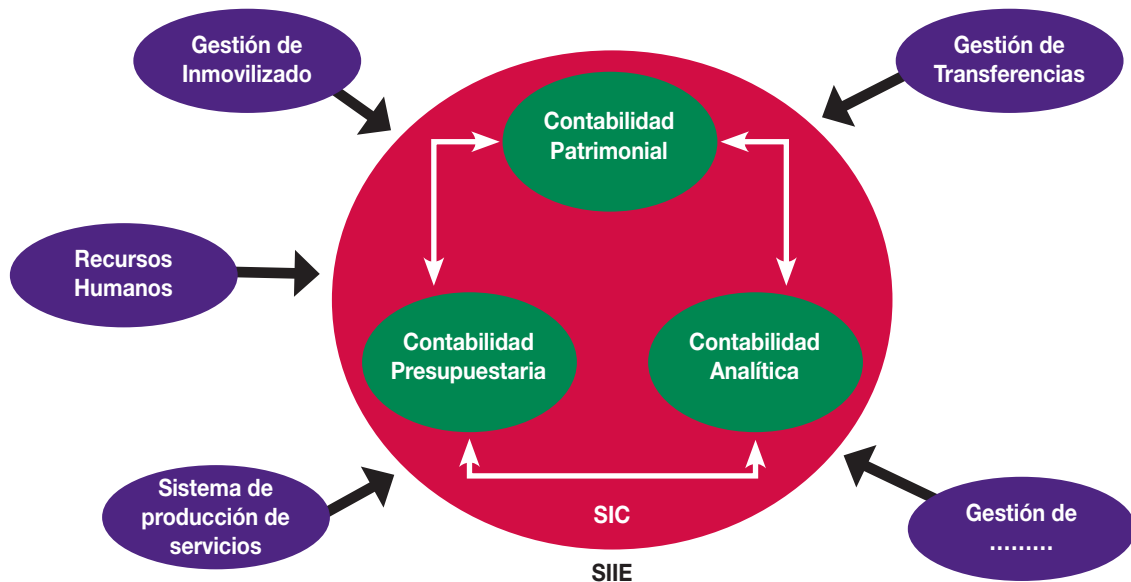 Gestión de
Inmovilizado
Gestión de
Transferencias
Contabilidad
Patrimonial
Recursos
Humanos
Contabilidad
Presupuestaria
Contabilidad
Analítica
Sistema de
producción de
servicios
SIC
Gestión de
.........
SIIE